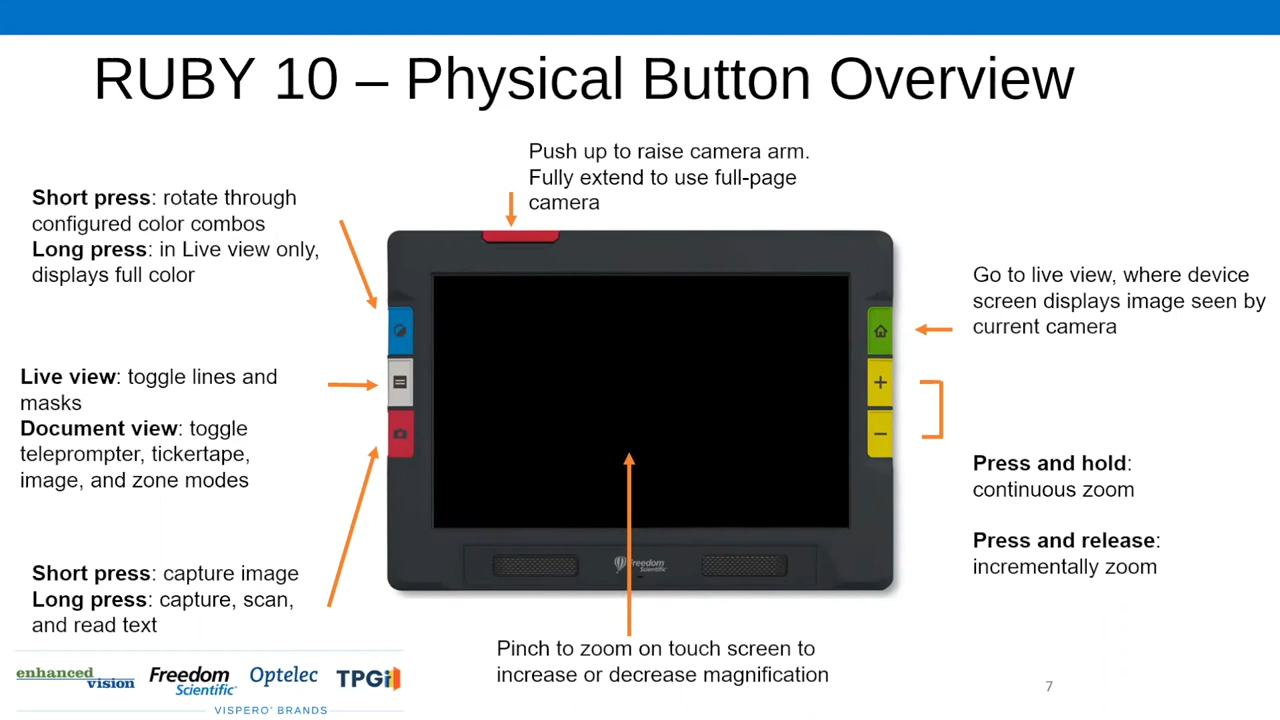 RUBY 10 – Physical Button Overview
Push up to raise camera arm.
Fully extend to use full-page
camera
Short press: rotate through
configured color combos
Long press: in Live view only,
displays full color
Go to live view, where device
screen displays image seen by
current camera
Live view: toggle lines and
masks
Document view: toggle
teleprompter, tickertape,
image, and zone modes
Press and hold:
continuous zoom
Press and release:
incrementally zoom
Short press: capture image
Long press: capture, scan,
and read text
Freedom
Scientific
Pinch to zoom on touch screen to
increase or decrease magnification
enhanced
vision
Freedom
Scientific
Optelec
TPGi
VISPERO' BRANDS
7